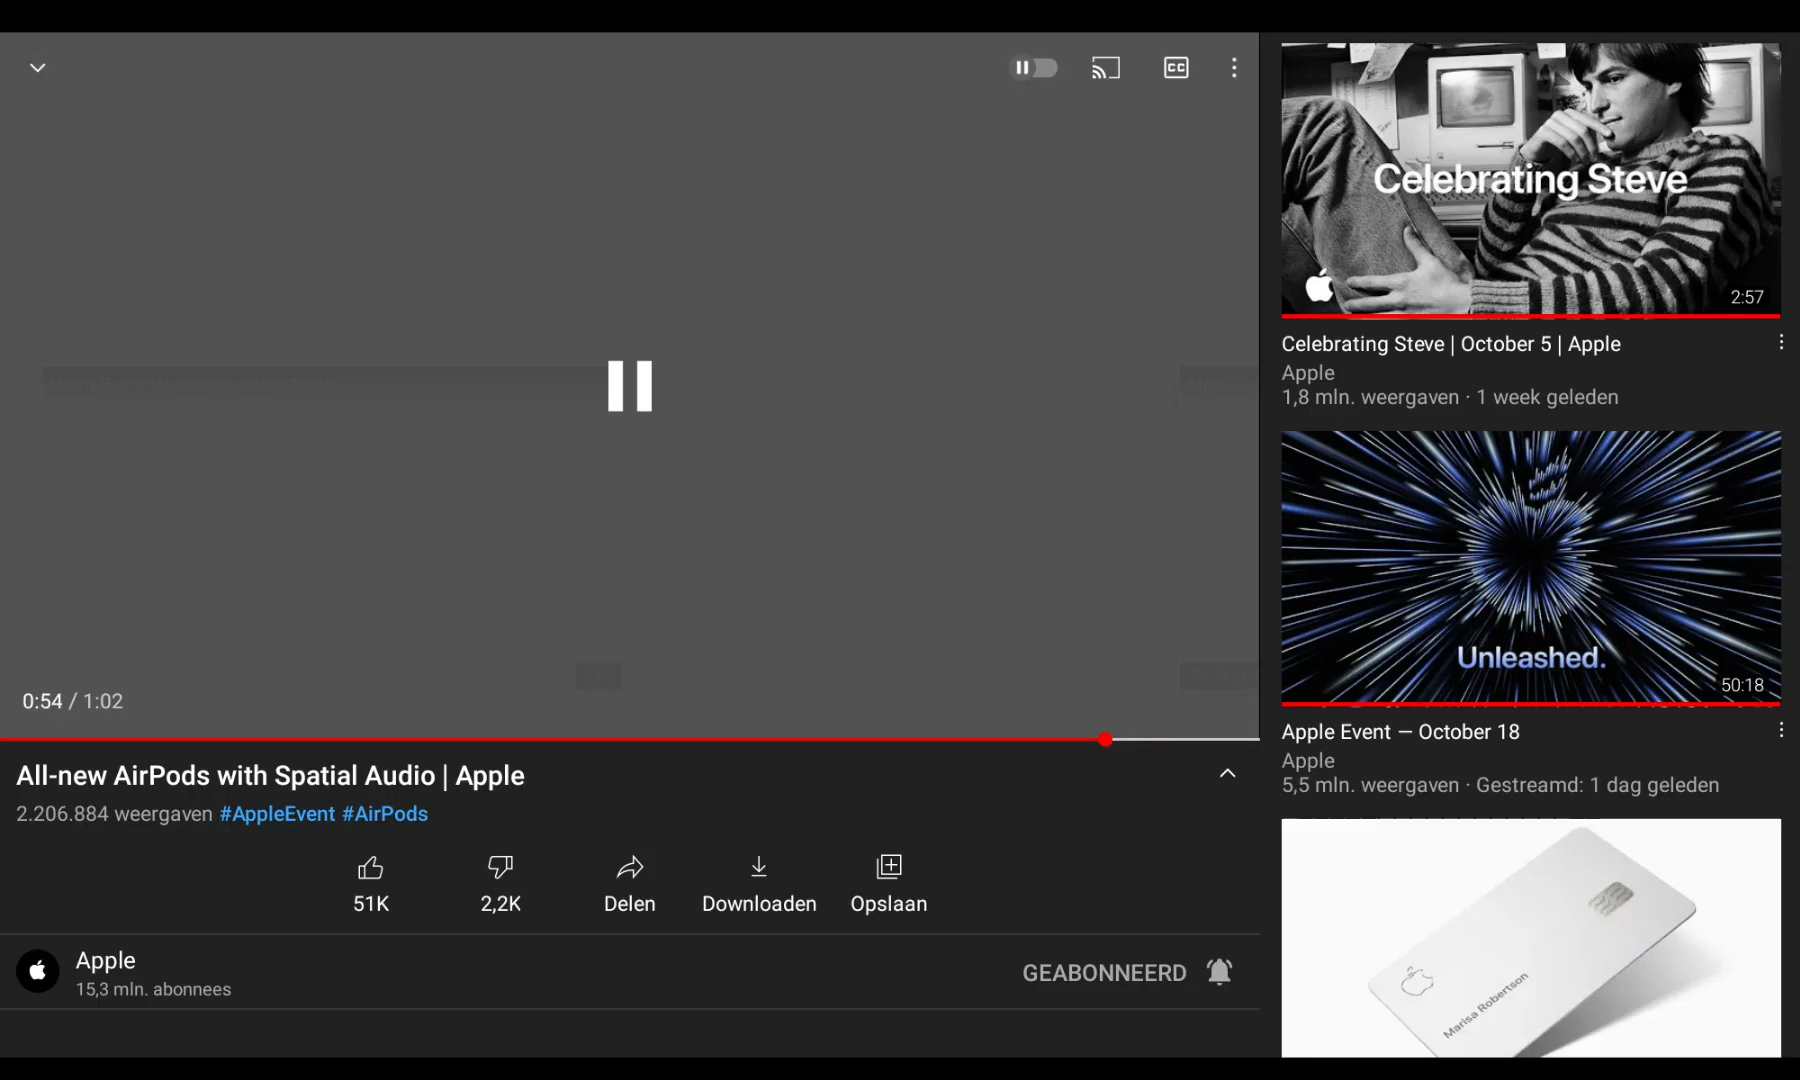 CC
0:54 / 1:02
All-new AirPods with Spatial Audio | Apple
2.206.884 weergaven #AppleEvent #AirPods
51K
2,2K
Delen
Downloaden
Opslaan
Apple
15,3 mln. abonnees
GEABONNEERD
Celebrating Steve
2:57
Celebrating Steve | October 5 | Apple
Apple
1,8 mln. weergaven · 1 week geleden
Unleashed.
50:18
Apple Event — October 18
Apple
5,5 mln. weergaven · Gestreamd: 1 dag geleden
Marisa Robertson